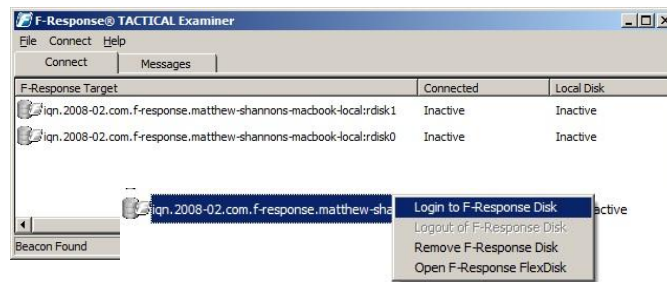 F-Response® TACTICAL Examiner
File Connect Help
Connect Messages
F-Response Target Connected Local Disk
iqn.2008-02.com.f-response.matthew-shannons-macbook-local:rdisk1 Inactive Inactive
iqn.2008-02.com.f-response.matthew-shannons-macbook-local:rdisk0 Inactive Inactive
iqn.2008-02.com.f-response.matthew-sha Login to F-Response Disk active
Logout of F-Response Disk
Remove F-Response Disk
Beacon Found
Open F-Response FlexDisk